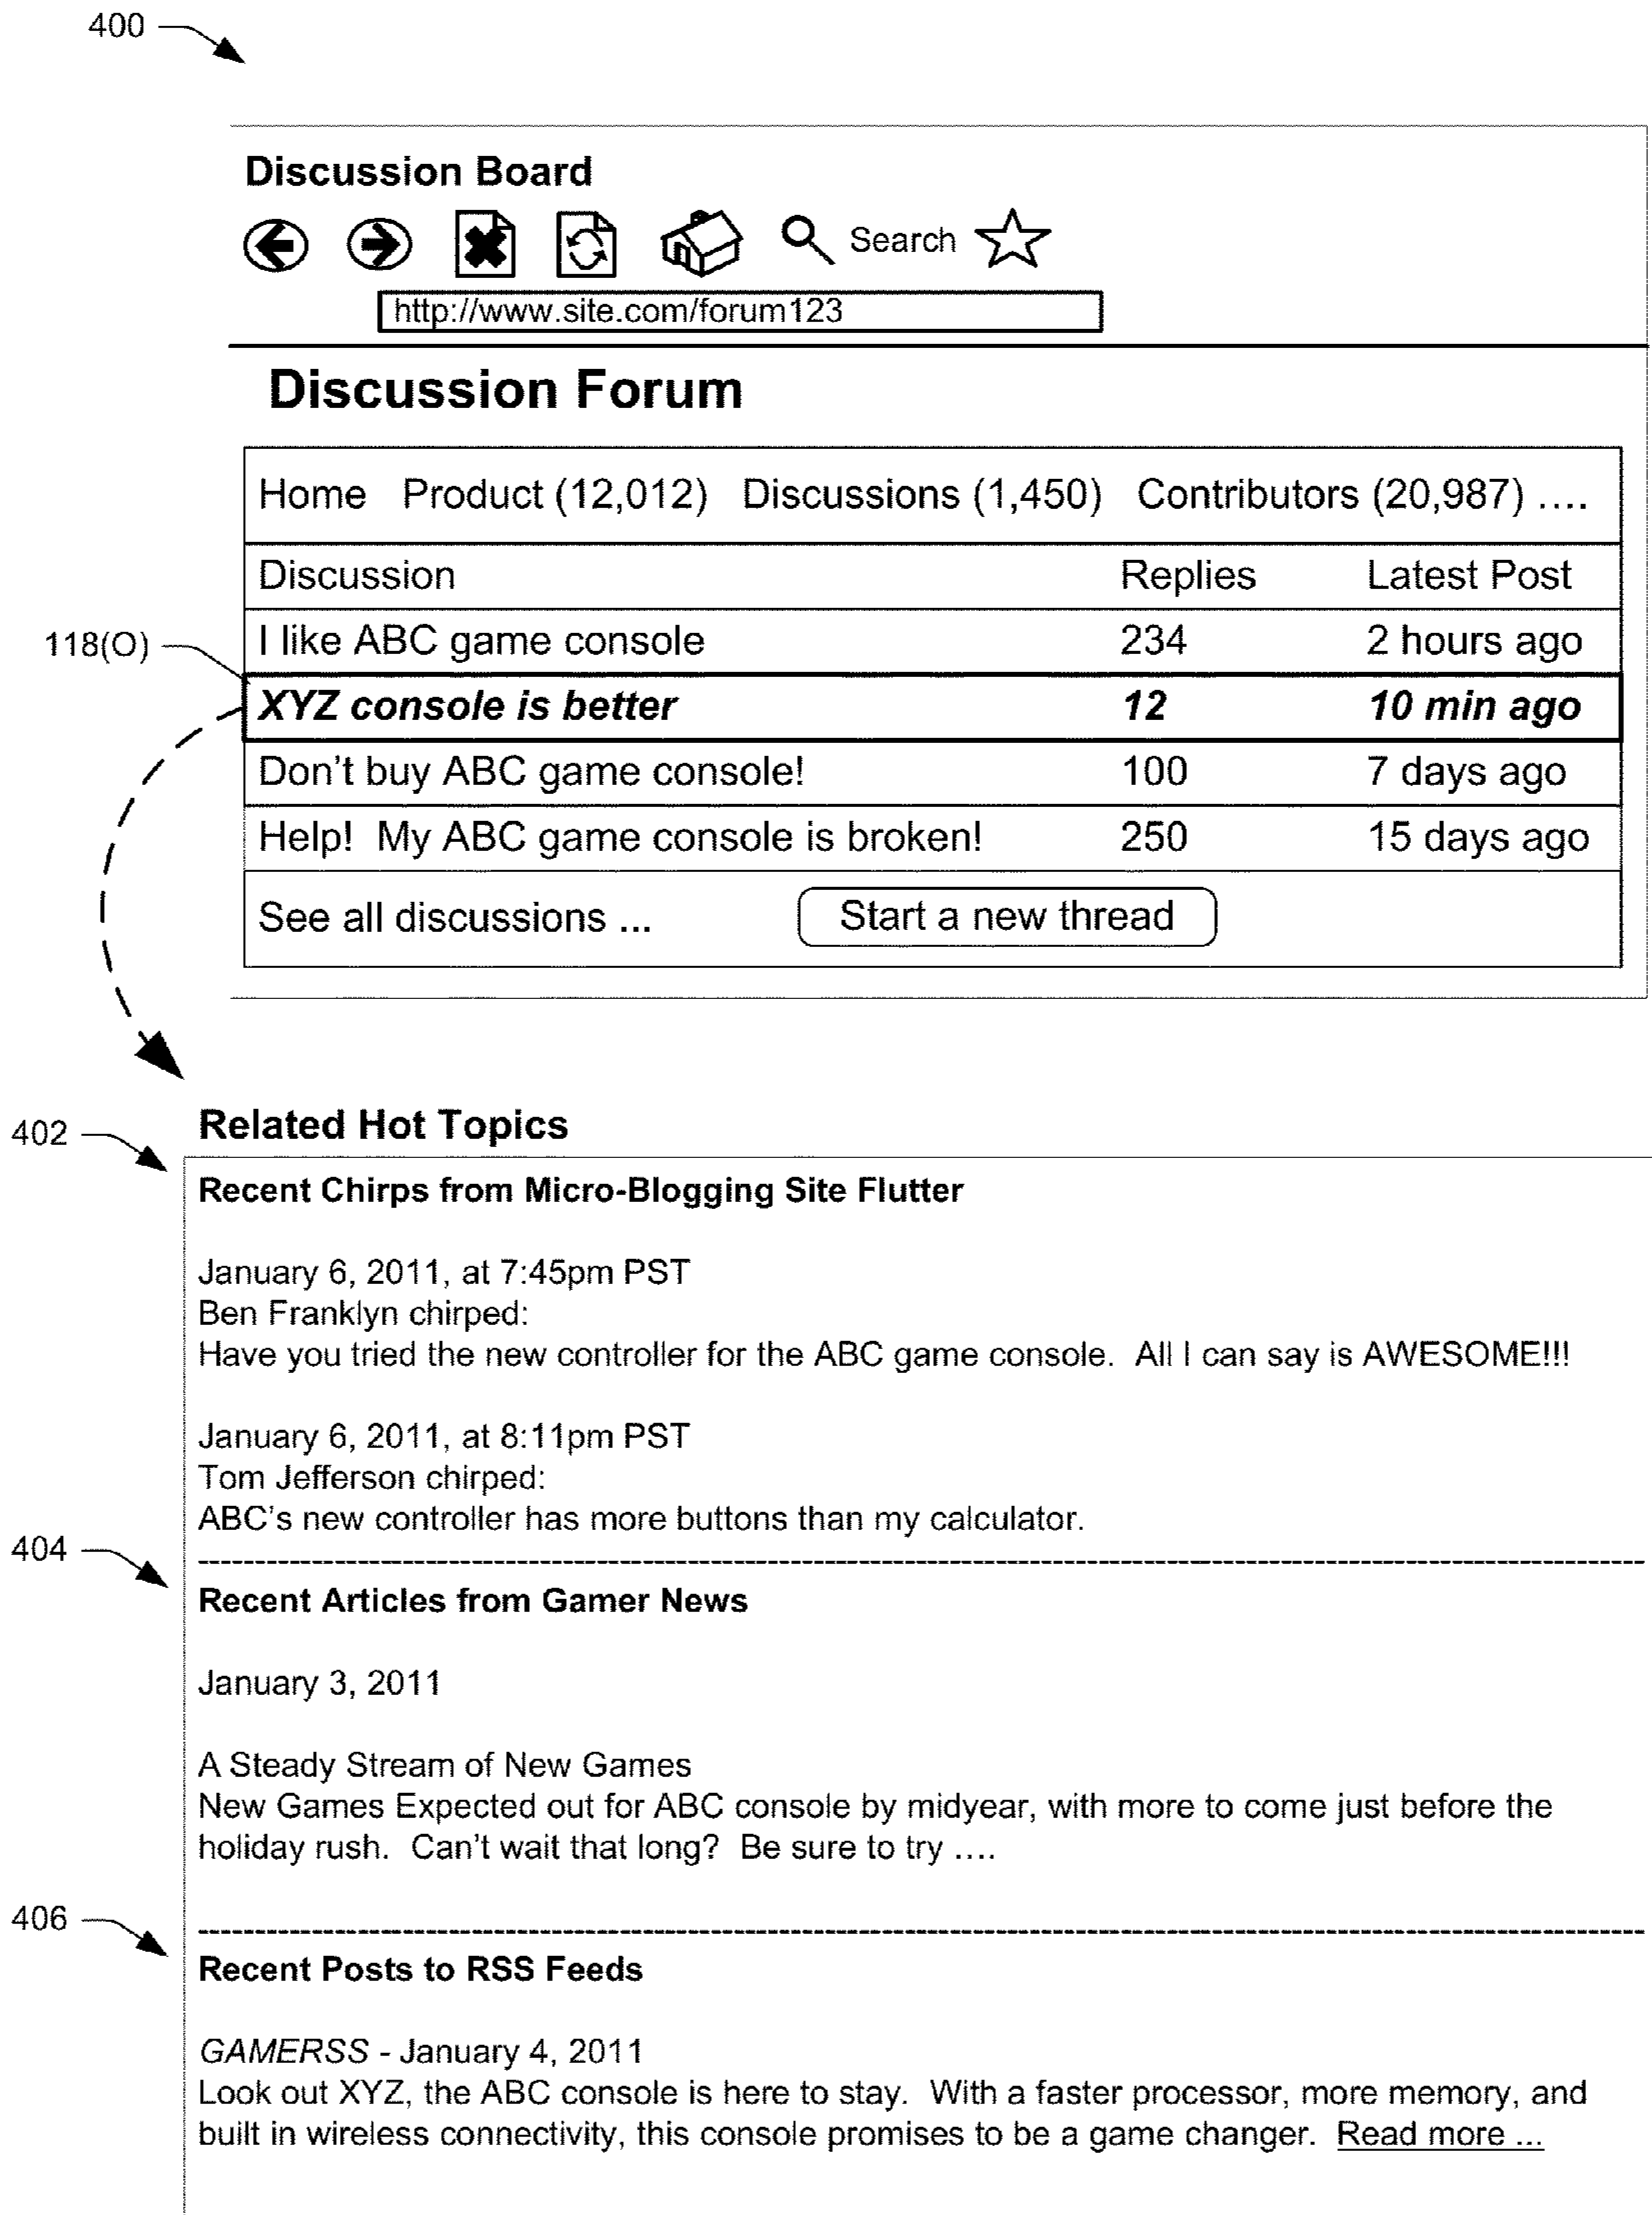 400
Discussion Board
Search
http://www.site.com/forum123
Discussion Forum
Home Product (12,012) Discussions (1,450) Contributors (20,987) ....
Discussion Replies Latest Post
118(O)
I like ABC game console 234 2 hours ago
XYZ console is better 12 10 min ago
Don't buy ABC game console! 100 7 days ago
Help! My ABC game console is broken! 250 15 days ago
See all discussions ... Start a new thread
Related Hot Topics
402
Recent Chirps from Micro-Blogging Site Flutter
January 6, 2011, at 7:45pm PST
Ben Franklyn chirped:
Have you tried the new controller for the ABC game console. All I can say is AWESOME!!!
January 6, 2011, at 8:11pm PST
Tom Jefferson chirped:
ABC's new controller has more buttons than my calculator.
404
Recent Articles from Gamer News
January 3, 2011
A Steady Stream of New Games
New Games Expected out for ABC console by midyear, with more to come just before the
holiday rush. Can't wait that long? Be sure to try ....
406
Recent Posts to RSS Feeds
GAMERSS - January 4, 2011
Look out XYZ, the ABC console is here to stay. With a faster processor, more memory, and
built in wireless connectivity, this console promises to be a game changer. Read more ...